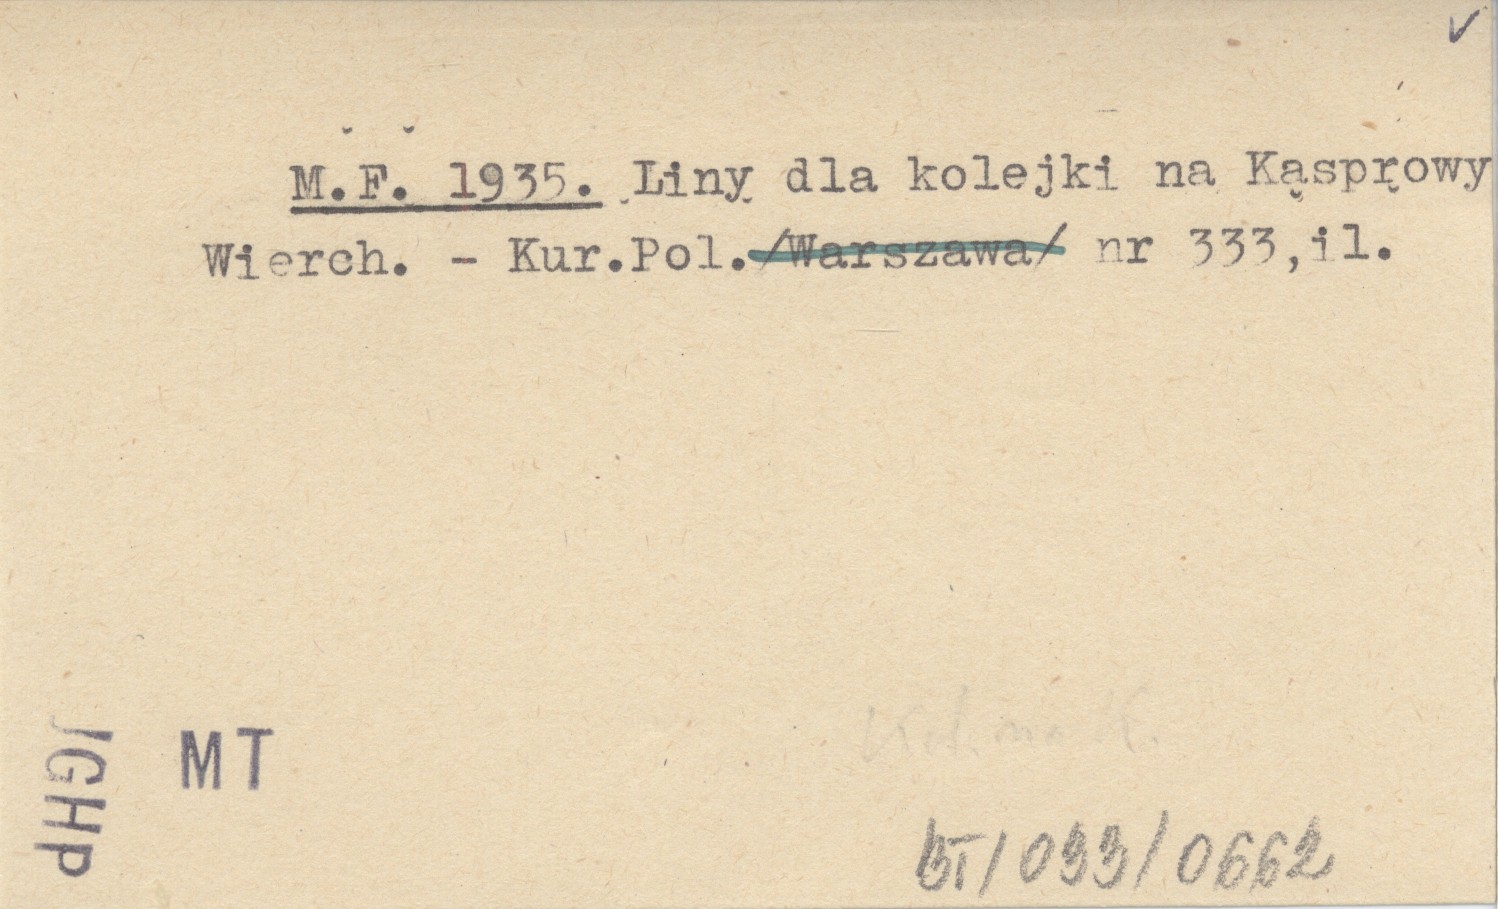 M.F. 1935. Liny dla kolejki na Kasprowy
Wierch. - Kur.Pol./Warszawa/ nr 333,il.
MT
IGHP
BT/033/0662